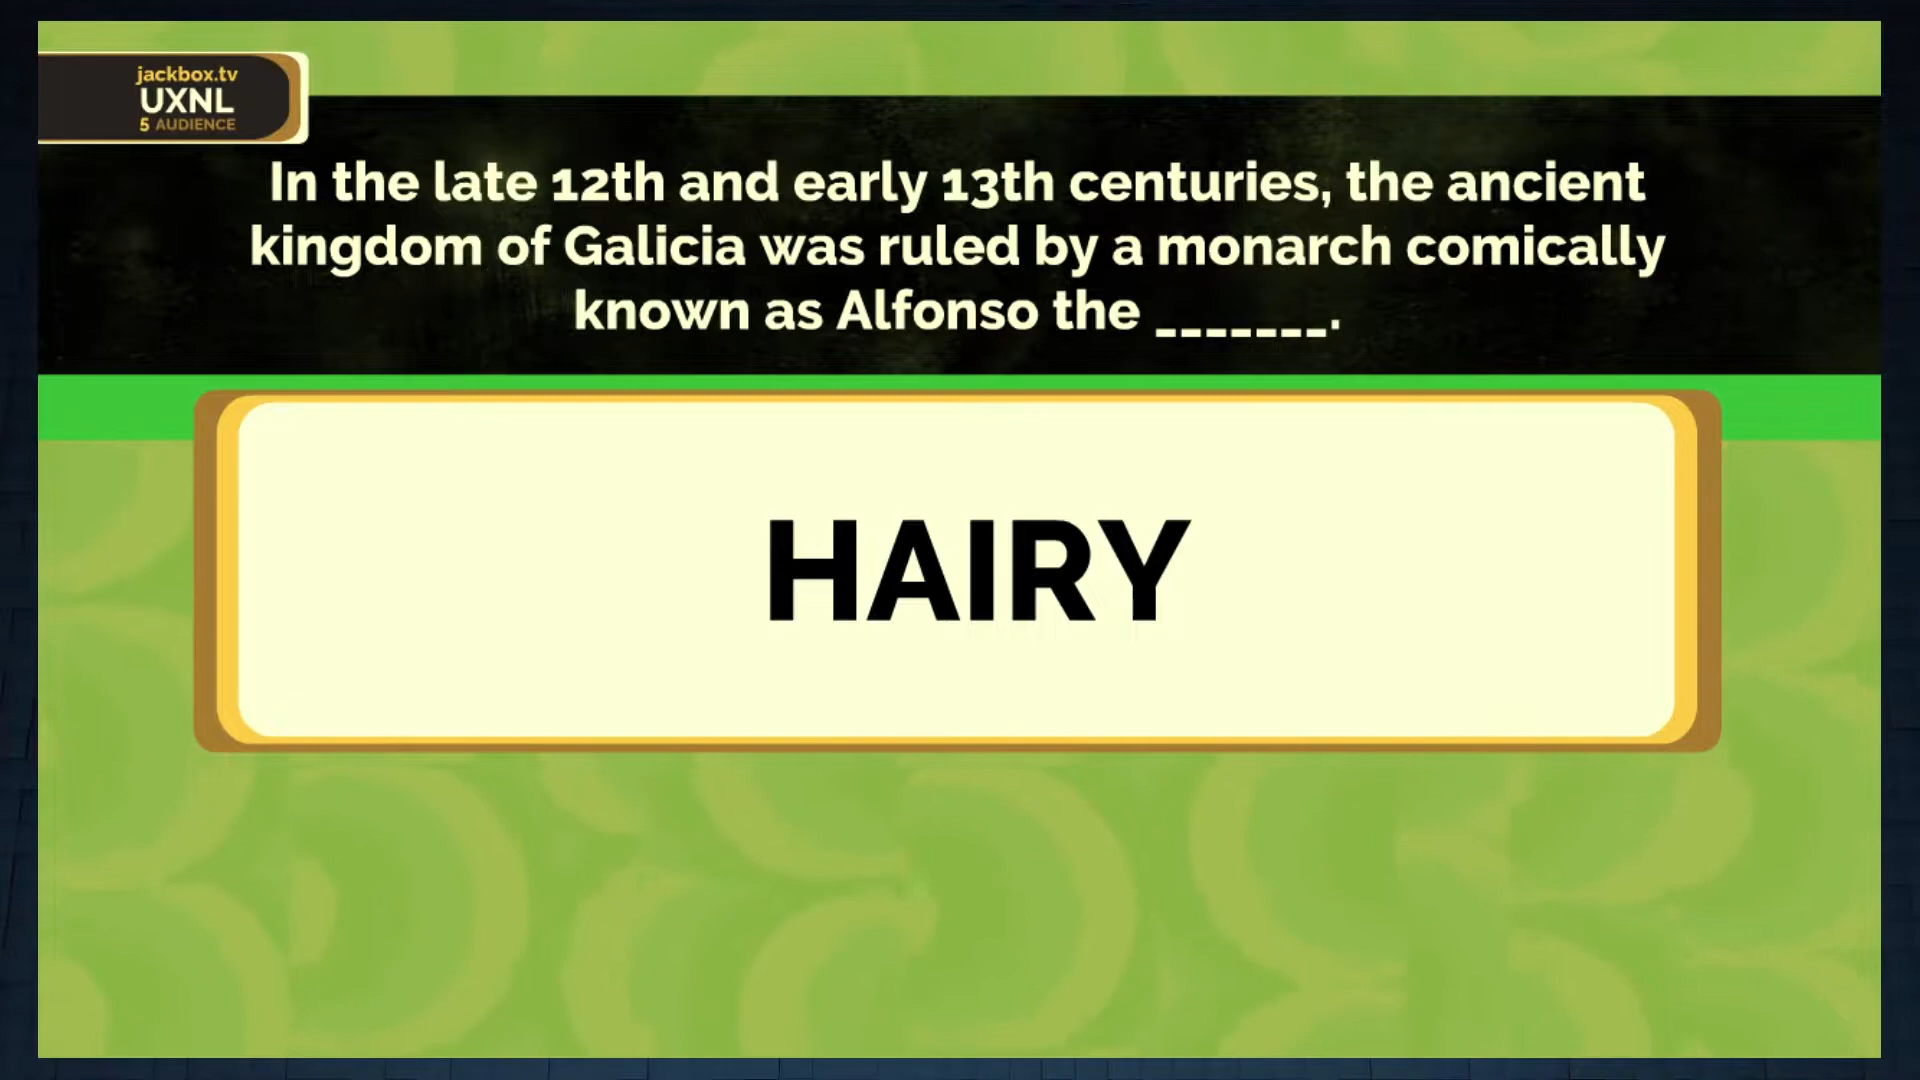 jackbox.tv
UXNL
5 AUDIENCE
In the late 12th and early 13th centuries, the ancient
kingdom of Galicia was ruled by a monarch comically
known as Alfonso the _______.
HAIRY